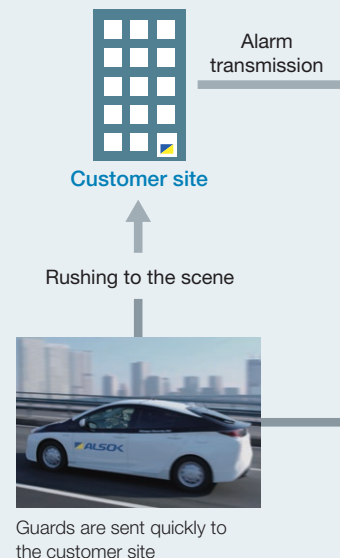 Alarm
transmission
Customer site
Rushing to the scene
ALSOK
Guards are sent quickly to
the customer site